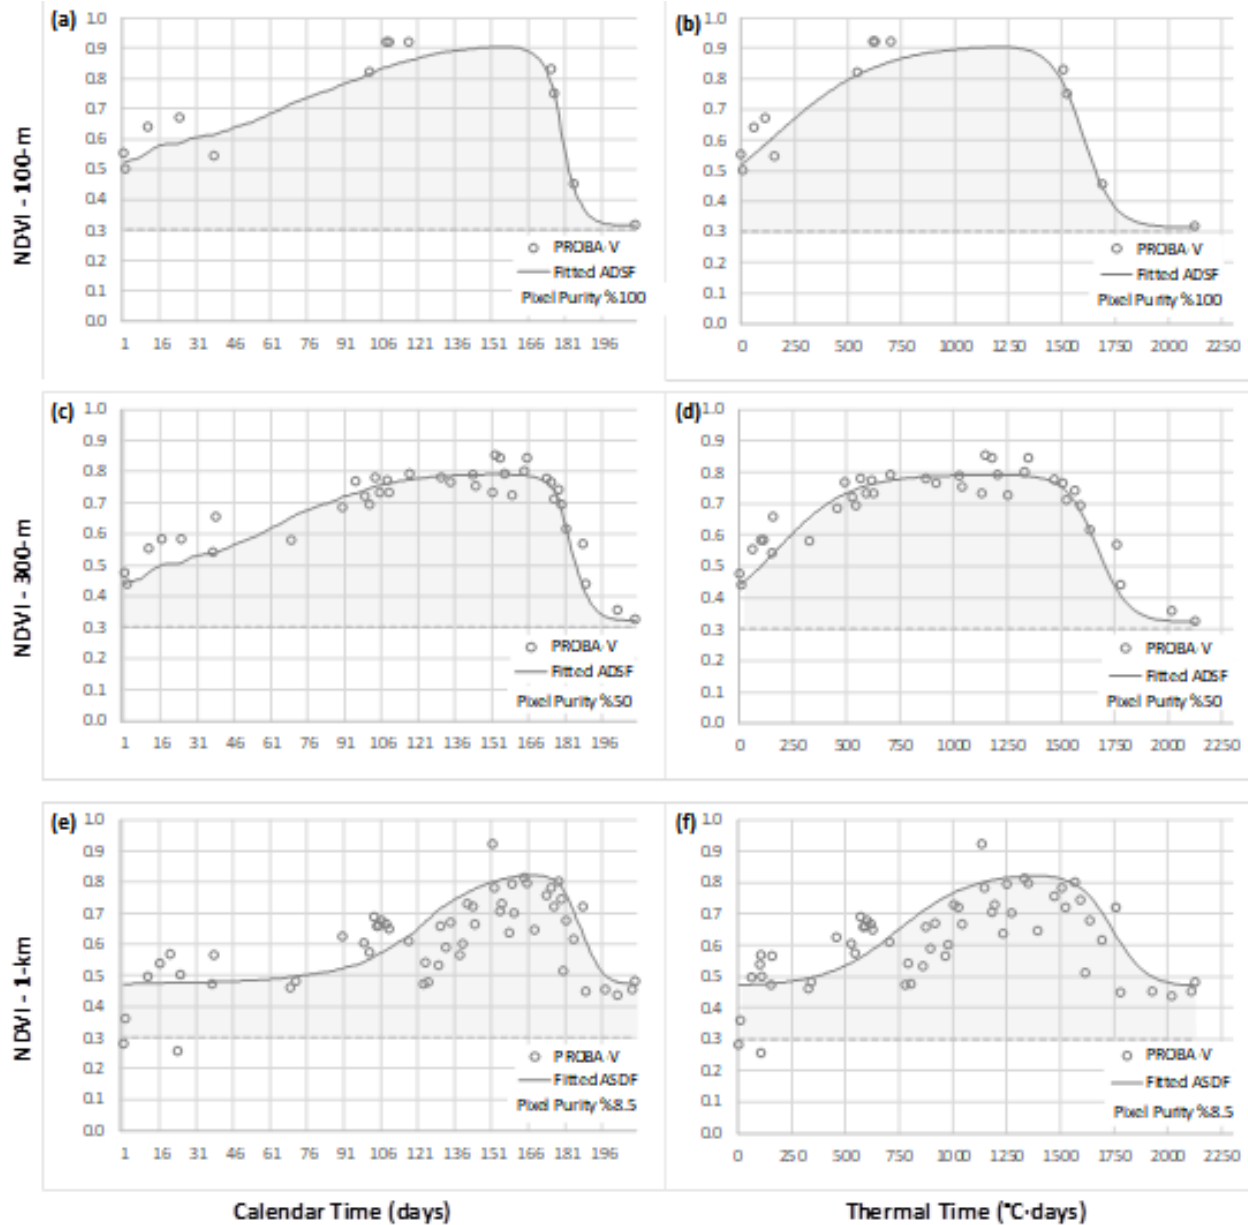 (a)
1.0
0.9
0.8
0.7
0.6
0.5
0.4
0.3
0.2
0.1
0.0
NDVI - 100-m
PROBA-V
Fitted ADSF
Pixel Purity %100
1 16 31 46 61 76 91 106 121 136 151 166 181 196
(b)
1.0
0.9
0.8
0.7
0.6
0.5
0.4
0.3
0.2
0.1
0.0
PROBA-V
Fitted ADSF
Pixel Purity %100
0 250 500 750 1000 1250 1500 1750 2000 2250
(c)
1.0
0.9
0.8
0.7
0.6
0.5
0.4
0.3
0.2
0.1
0.0
NDVI - 300-m
PROBA-V
Fitted ADSF
Pixel Purity %50
1 16 31 46 61 76 91 106 121 136 151 166 181 196
(d)
1.0
0.9
0.8
0.7
0.6
0.5
0.4
0.3
0.2
0.1
0.0
PROBA-V
Fitted ADSF
Pixel Purity %50
0 250 500 750 1000 1250 1500 1750 2000 2250
(e)
1.0
0.9
0.8
0.7
0.6
0.5
0.4
0.3
0.2
0.1
0.0
NDVI - 1-km
PROBA-V
Fitted ASDF
Pixel Purity %8.5
1 16 31 46 61 76 91 106 121 136 151 166 181 196
Calendar Time (days)
(f)
1.0
0.9
0.8
0.7
0.6
0.5
0.4
0.3
0.2
0.1
0.0
PROBA-V
Fitted ASDF
Pixel Purity %8.5
0 250 500 750 1000 1250 1500 1750 2000 2250
Thermal Time (°C·days)